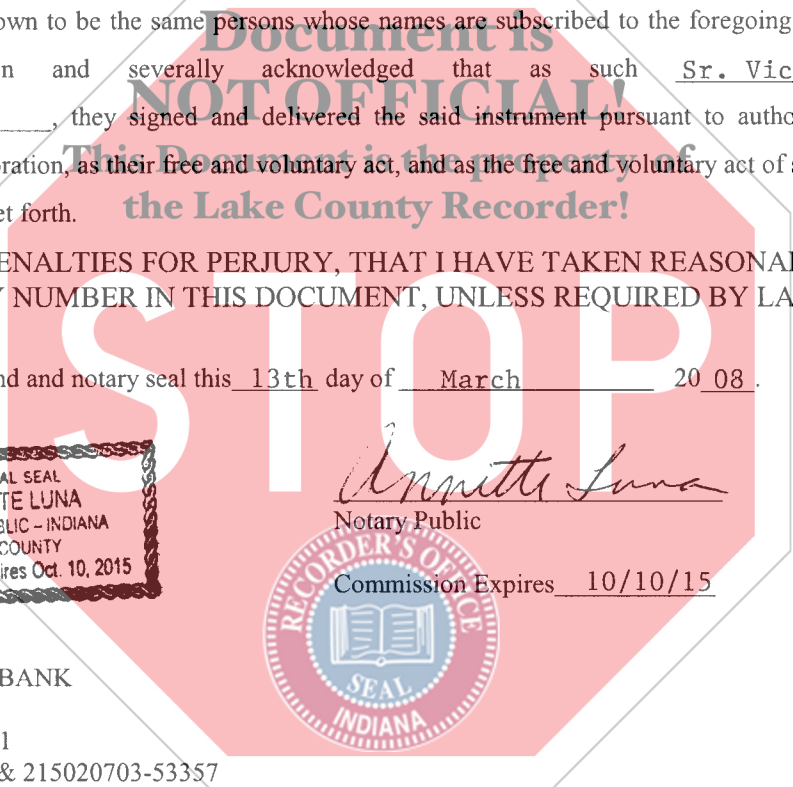 own to be the same persons whose names are subscribed to the foregoing
Document is
n and severally acknowledged that as such Sr. Vic
NOT OFFICIAL!
, they signed and delivered the said instrument pursuant to autho
This Document is the property of
oration, as their free and voluntary act, and as the free and voluntary act of s
the Lake County Recorder!
et forth.
ENALTIES FOR PERJURY, THAT I HAVE TAKEN REASONAL
Y NUMBER IN THIS DOCUMENT, UNLESS REQUIRED BY LA
STOP
nd and notary seal this 13th day of March 20 08.
AL SEAL
TE LUNA
BLIC – INDIANA
COUNTY
ires Oct. 10, 2015
Annette Luna
Notary Public
Commission Expires 10/10/15
RECORDER'S OFFICE
SEAL
INDIANA
BANK
1
& 215020703-53357